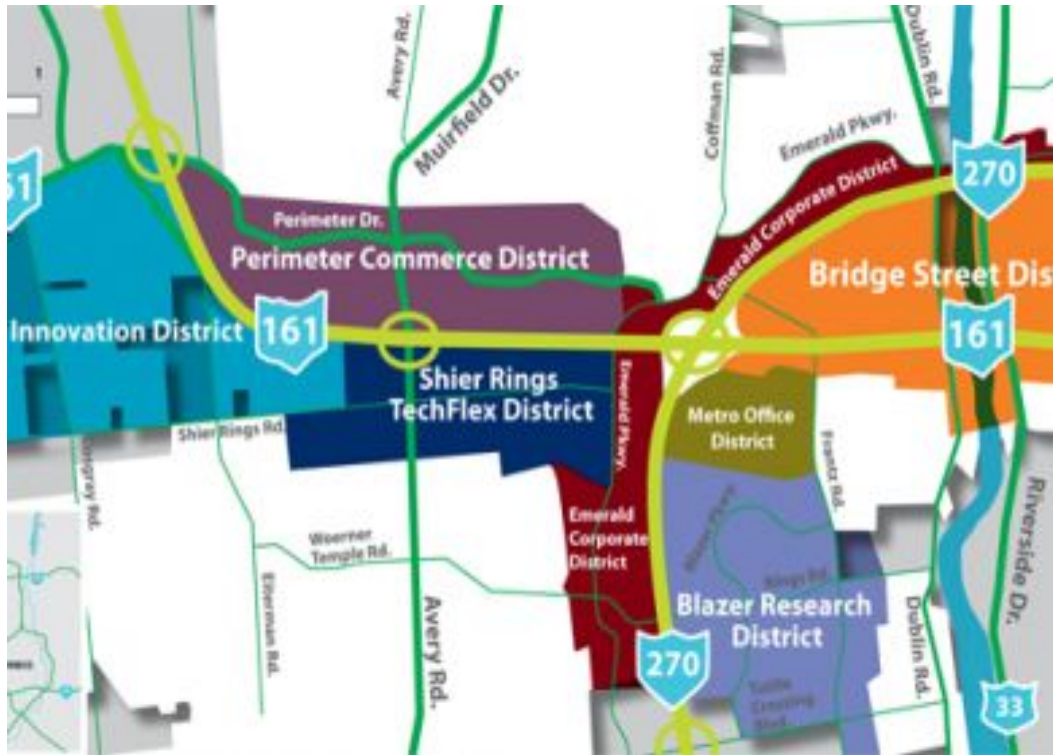 Avery Rd.
Muirfield Dr.
Coffman Rd.
Dublin Rd.
Emerald Pkwy.
270
Emerald Corporate District
Perimeter Dr.
Perimeter Commerce District
Bridge Street Dis
Innovation District
161
161
Shier Rings
TechFlex District
Emerald Pkwy.
Metro Office
District
Shier Rings Rd.
Frantz Rd.
Riverside Dr.
Emerald
Corporate
District
Woerner
Temple Rd.
Rings Rd.
Eiterman Rd.
Avery Rd.
Blazer Research
District
Dublin Rd.
270
33